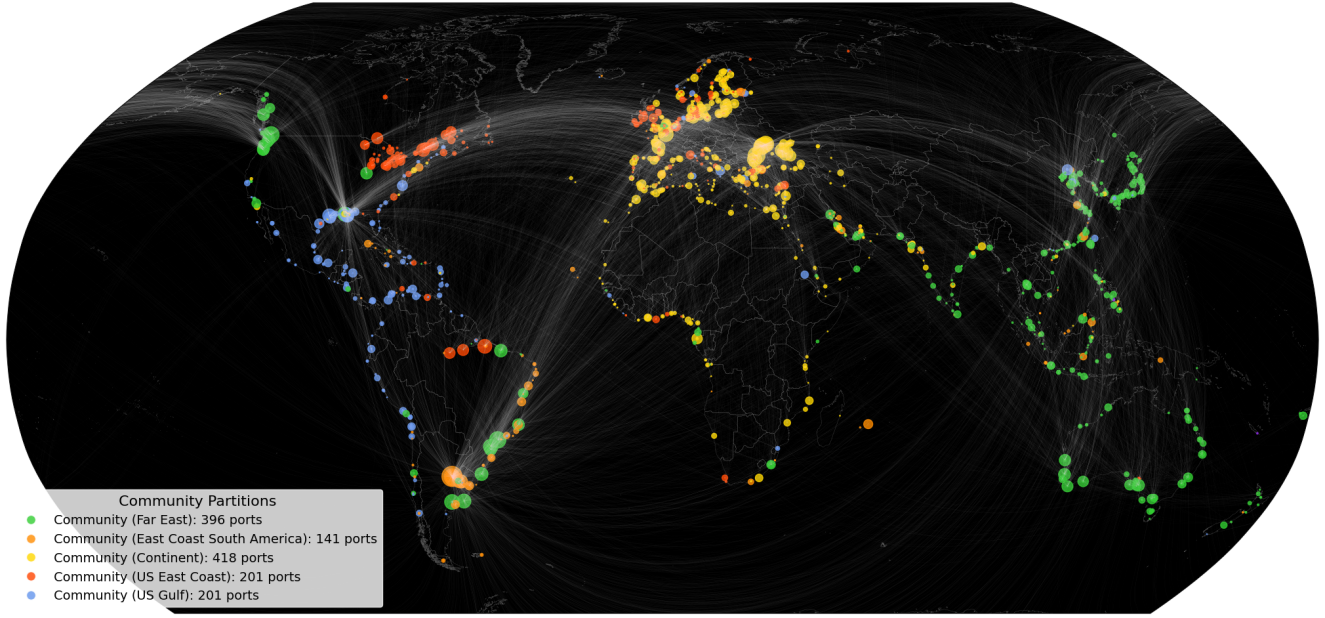 Community Partitions
Community (Far East): 396 ports
Community (East Coast South America): 141 ports
Community (Continent): 418 ports
Community (US East Coast): 201 ports
Community (US Gulf): 201 ports